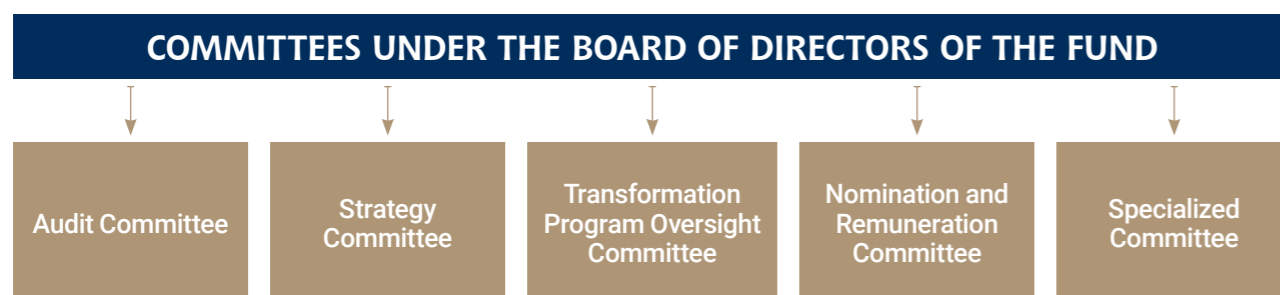 COMMITTEES UNDER THE BOARD OF DIRECTORS OF THE FUND
Audit Committee
Strategy
Committee
Transformation
Program Oversight
Committee
Nomination and
Remuneration
Committee
Specialized
Committee